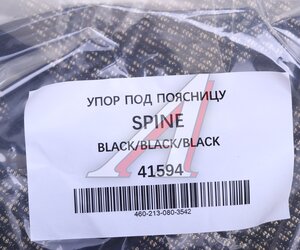 УПОР ПОД ПОЯСНИЦУ
SPINE
BLACK/BLACK/BLACK
41594
460-213-080-3542